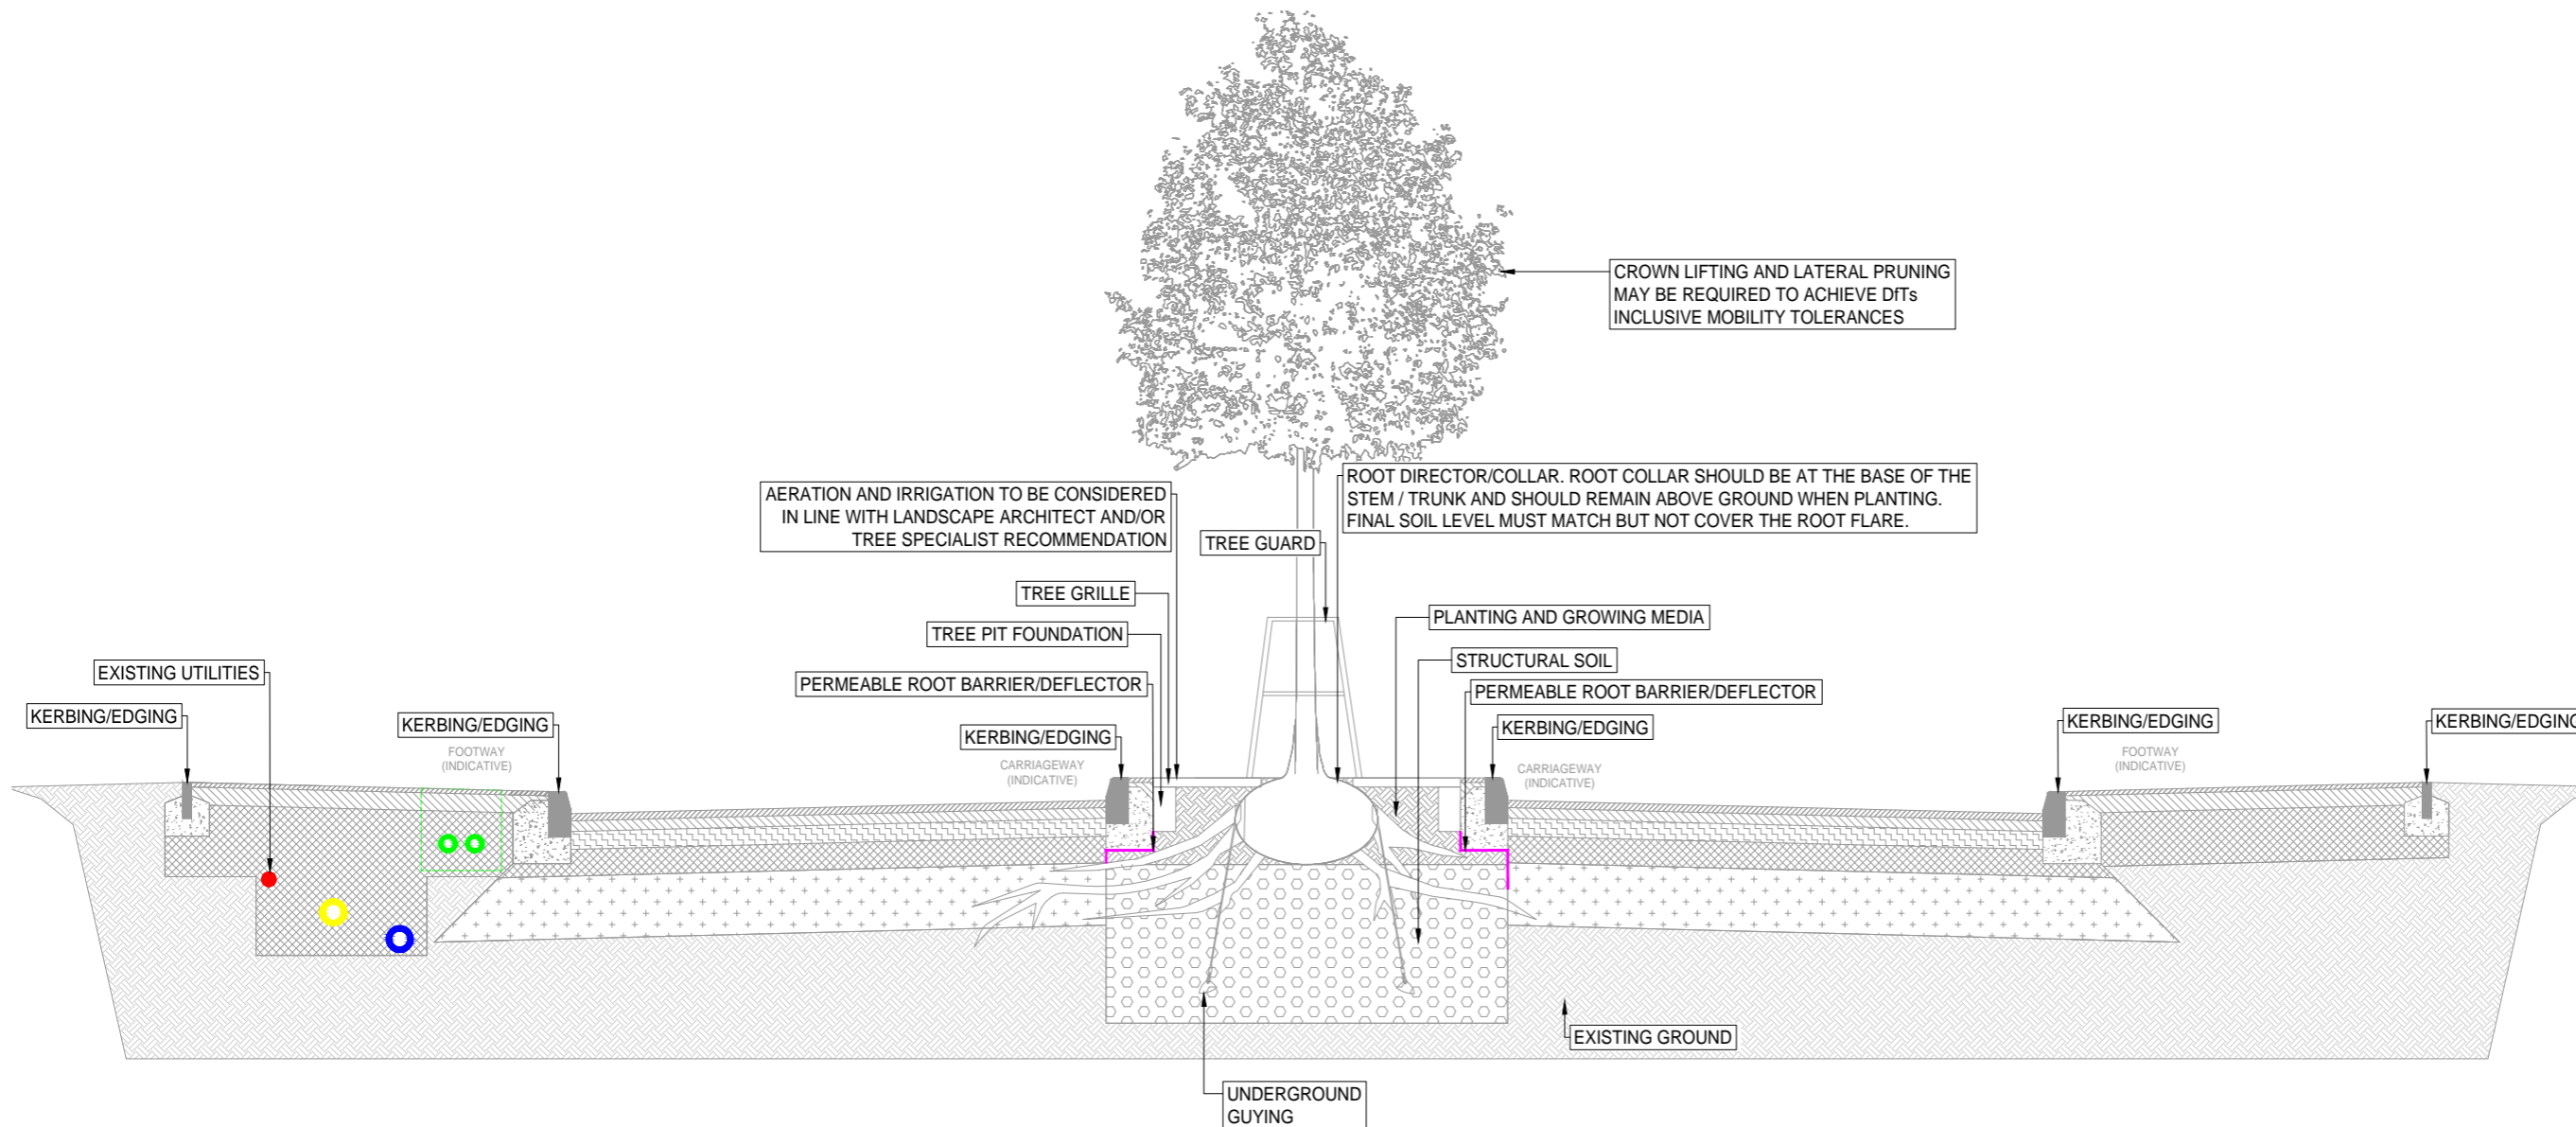 CROWN LIFTING AND LATERAL PRUNING
MAY BE REQUIRED TO ACHIEVE DfTs
INCLUSIVE MOBILITY TOLERANCES
AERATION AND IRRIGATION TO BE CONSIDERED
IN LINE WITH LANDSCAPE ARCHITECT AND/OR
TREE SPECIALIST RECOMMENDATION
ROOT DIRECTOR/COLLAR. ROOT COLLAR SHOULD BE AT THE BASE OF THE
STEM / TRUNK AND SHOULD REMAIN ABOVE GROUND WHEN PLANTING.
FINAL SOIL LEVEL MUST MATCH BUT NOT COVER THE ROOT FLARE.
TREE GUARD
TREE GRILLE
PLANTING AND GROWING MEDIA
TREE PIT FOUNDATION
STRUCTURAL SOIL
EXISTING UTILITIES
PERMEABLE ROOT BARRIER/DEFLECTOR
PERMEABLE ROOT BARRIER/DEFLECTOR
KERBING/EDGING
KERBING/EDGING
KERBING/EDGING
KERBING/EDGING
KERBING/EDGING
KERBING/EDGING
FOOTWAY
(INDICATIVE)
CARRIAGEWAY
(INDICATIVE)
CARRIAGEWAY
(INDICATIVE)
FOOTWAY
(INDICATIVE)
EXISTING GROUND
UNDERGROUND
GUYING